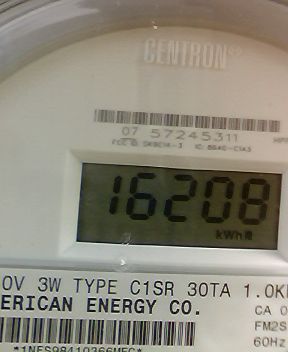 CENTRON
07 57245311
16208
kWh
0V 3W TYPE C1SR 30TA 1.0K
ERICAN ENERGY CO.
CA 0
FM2S
60Hz